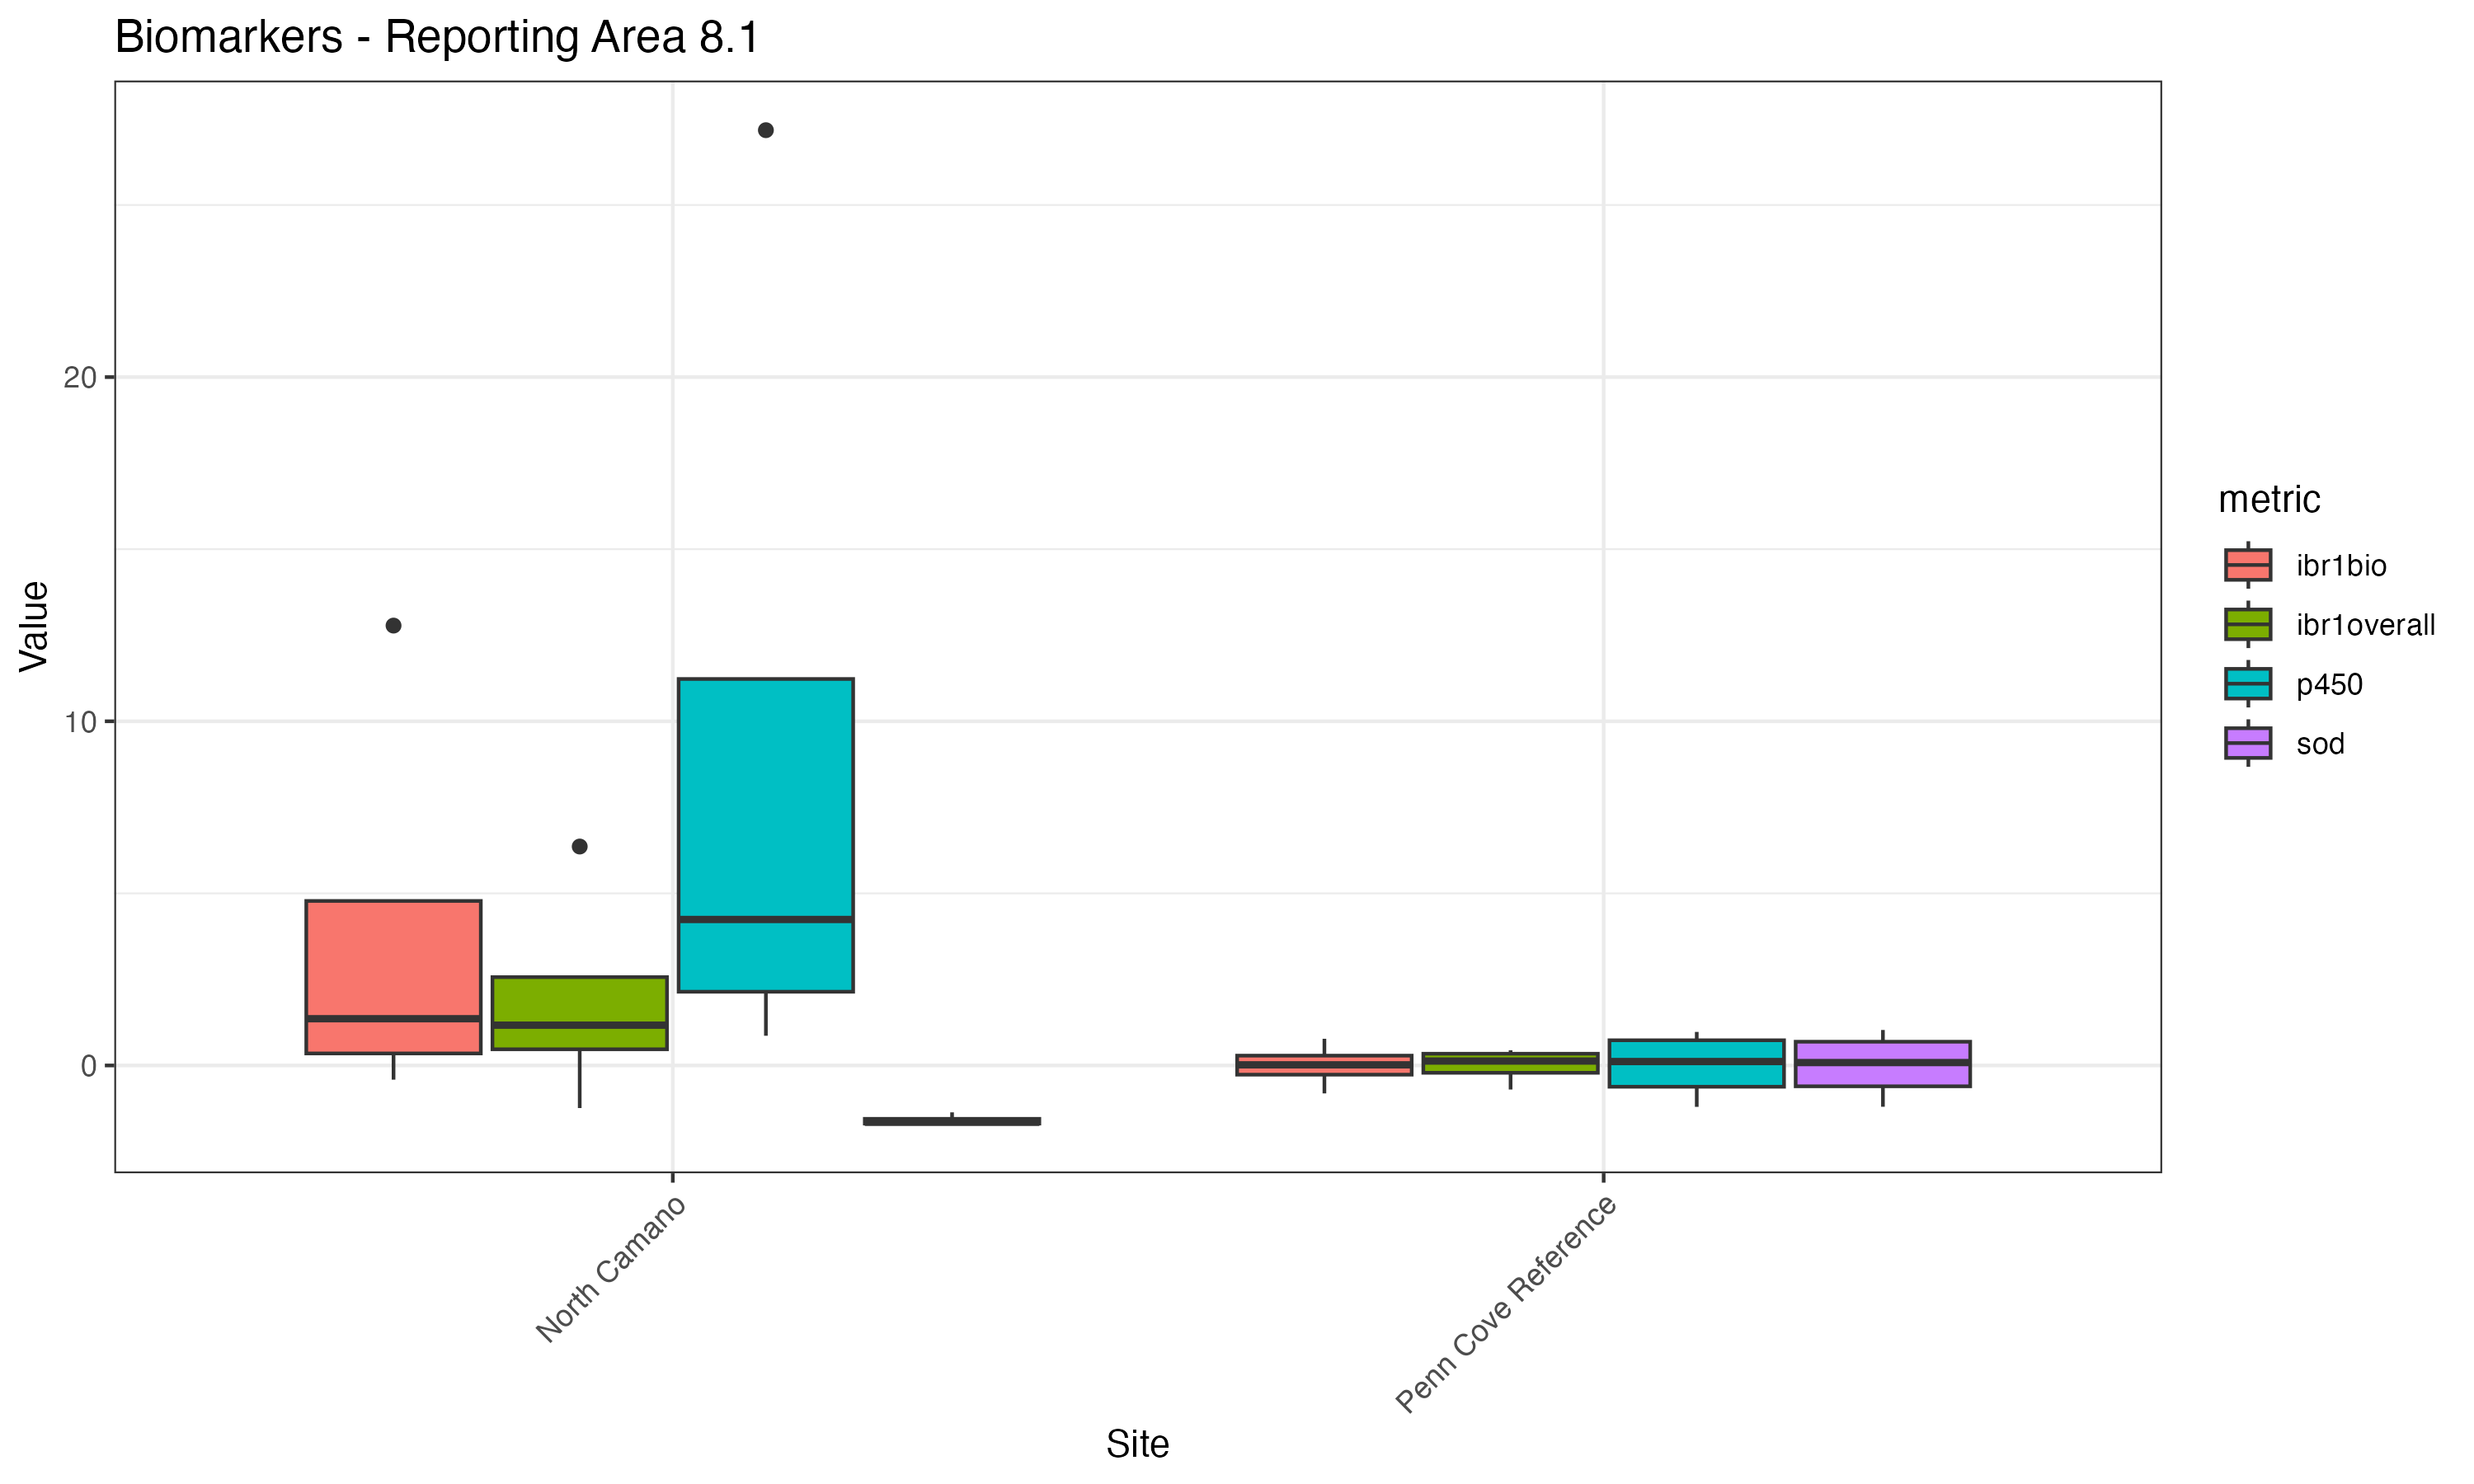 Biomarkers - Reporting Area 8.1
Value
20
10
0
North Camano
Penn Cove Reference
Site
metric
ibr1bio
ibr1overall
p450
sod